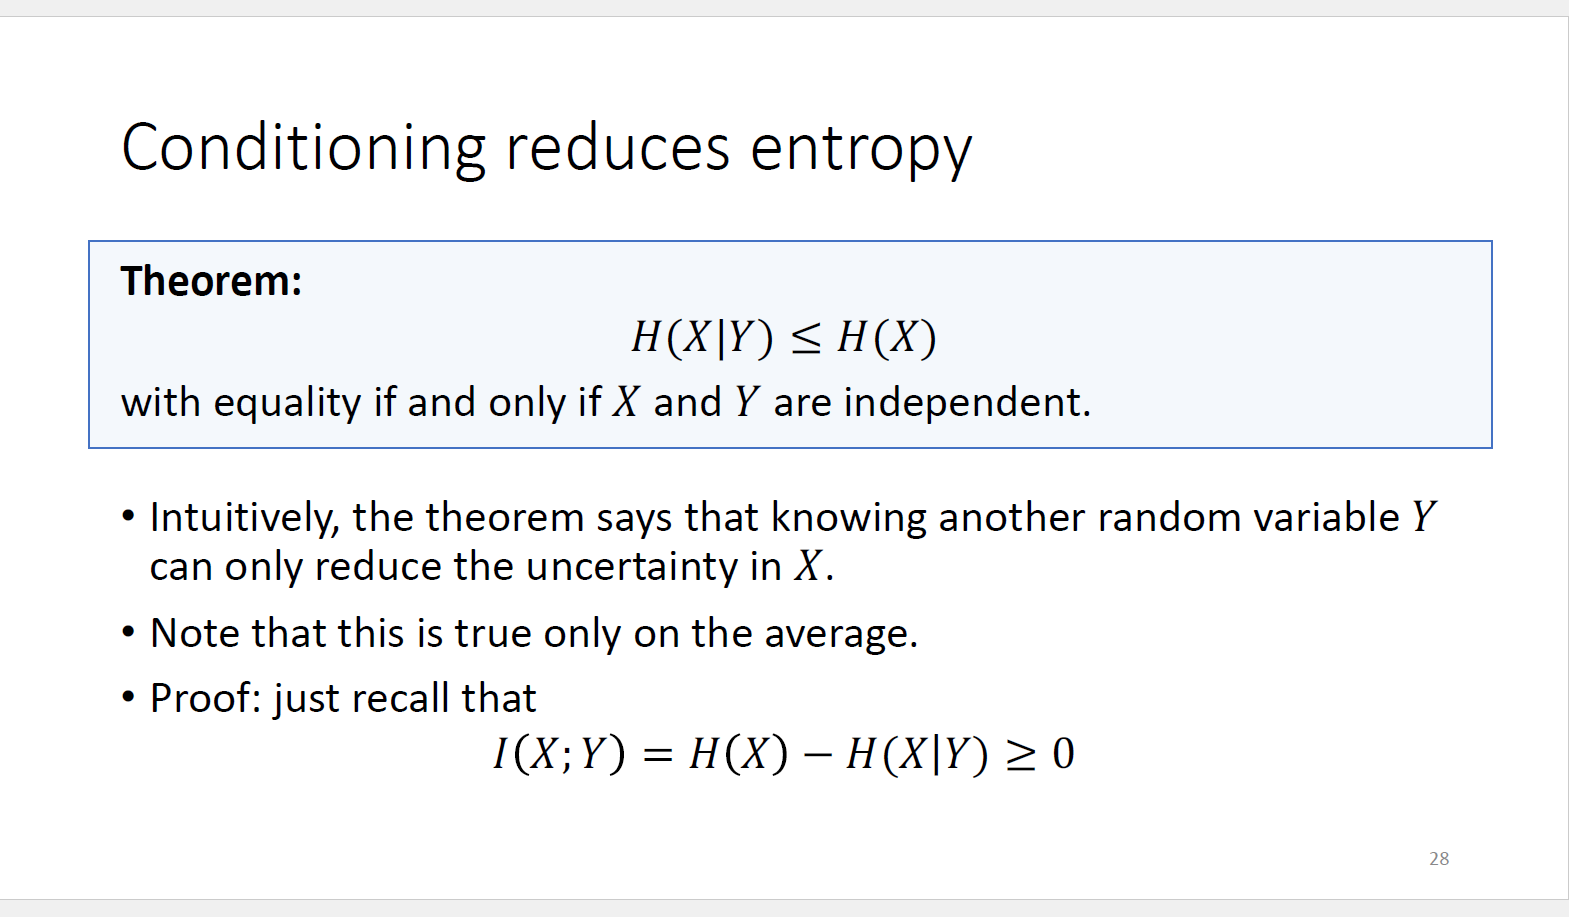 Conditioning reduces entropy
Theorem:
H(X|Y) ≤ H(X)
with equality if and only if X and Y are independent.
• Intuitively, the theorem says that knowing another random variable Y
can only reduce the uncertainty in X.
• Note that this is true only on the average.
• Proof: just recall that
I(X; Y) = H(X) − H(X|Y) ≥ 0
28